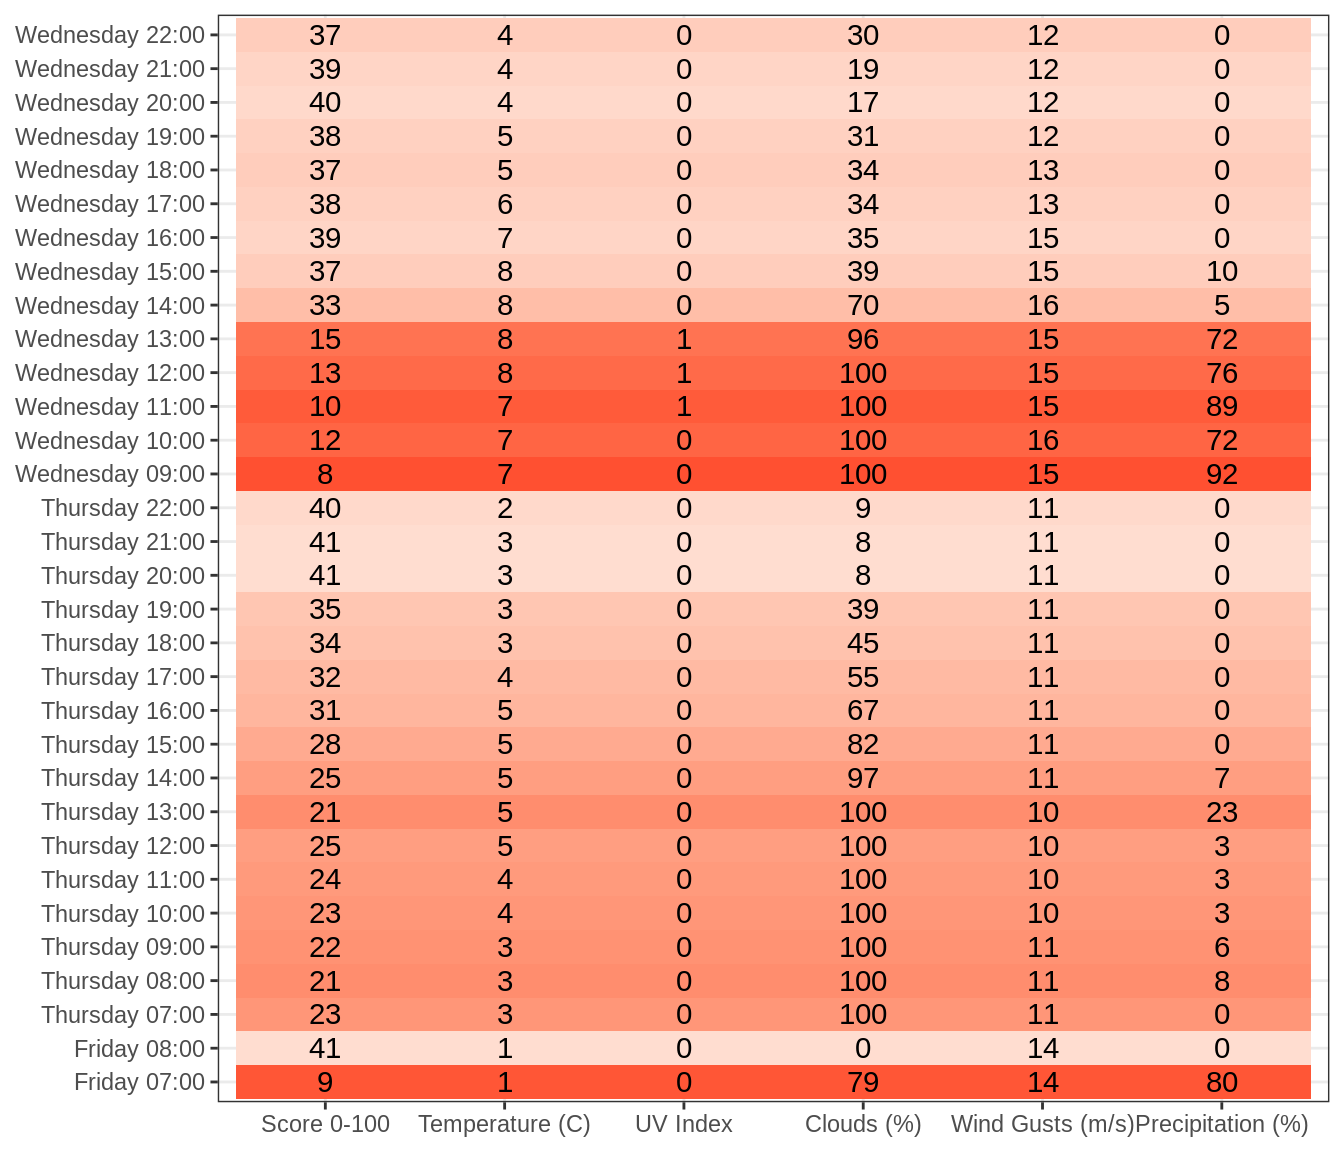 Wednesday 22:00 37 4 0 30 12 0
Wednesday 21:00 39 4 0 19 12 0
Wednesday 20:00 40 4 0 17 12 0
Wednesday 19:00 38 5 0 31 12 0
Wednesday 18:00 37 5 0 34 13 0
Wednesday 17:00 38 6 0 34 13 0
Wednesday 16:00 39 7 0 35 15 0
Wednesday 15:00 37 8 0 39 15 10
Wednesday 14:00 33 8 0 70 16 5
Wednesday 13:00 15 8 1 96 15 72
Wednesday 12:00 13 8 1 100 15 76
Wednesday 11:00 10 7 1 100 15 89
Wednesday 10:00 12 7 0 100 16 72
Wednesday 09:00 8 7 0 100 15 92
Thursday 22:00 40 2 0 9 11 0
Thursday 21:00 41 3 0 8 11 0
Thursday 20:00 41 3 0 8 11 0
Thursday 19:00 35 3 0 39 11 0
Thursday 18:00 34 3 0 45 11 0
Thursday 17:00 32 4 0 55 11 0
Thursday 16:00 31 5 0 67 11 0
Thursday 15:00 28 5 0 82 11 0
Thursday 14:00 25 5 0 97 11 7
Thursday 13:00 21 5 0 100 10 23
Thursday 12:00 25 5 0 100 10 3
Thursday 11:00 24 4 0 100 10 3
Thursday 10:00 23 4 0 100 10 3
Thursday 09:00 22 3 0 100 11 6
Thursday 08:00 21 3 0 100 11 8
Thursday 07:00 23 3 0 100 11 0
Friday 08:00 41 1 0 0 14 0
Friday 07:00 9 1 0 79 14 80
Score 0-100 Temperature (C) UV Index Clouds (%) Wind Gusts (m/s) Precipitation (%)